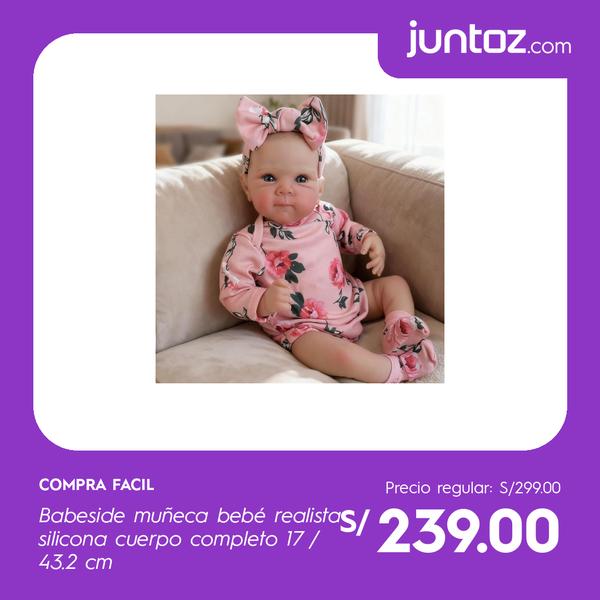 juntoz.com
COMPRA FACIL
Babeside muñeca bebé realista
silicona cuerpo completo 17 /
43.2 cm
Precio regular: S/299.00
S/ 239.00